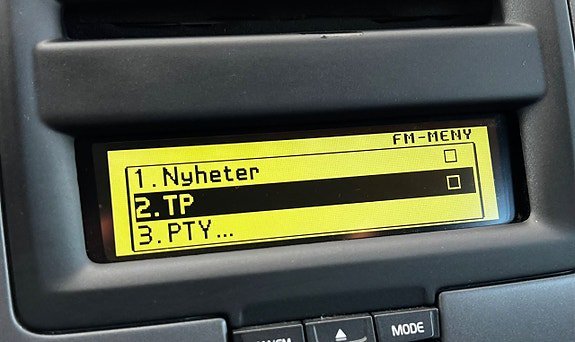 FM-MENY
1.Nyheter
2.TP
3.PTY...
MODE